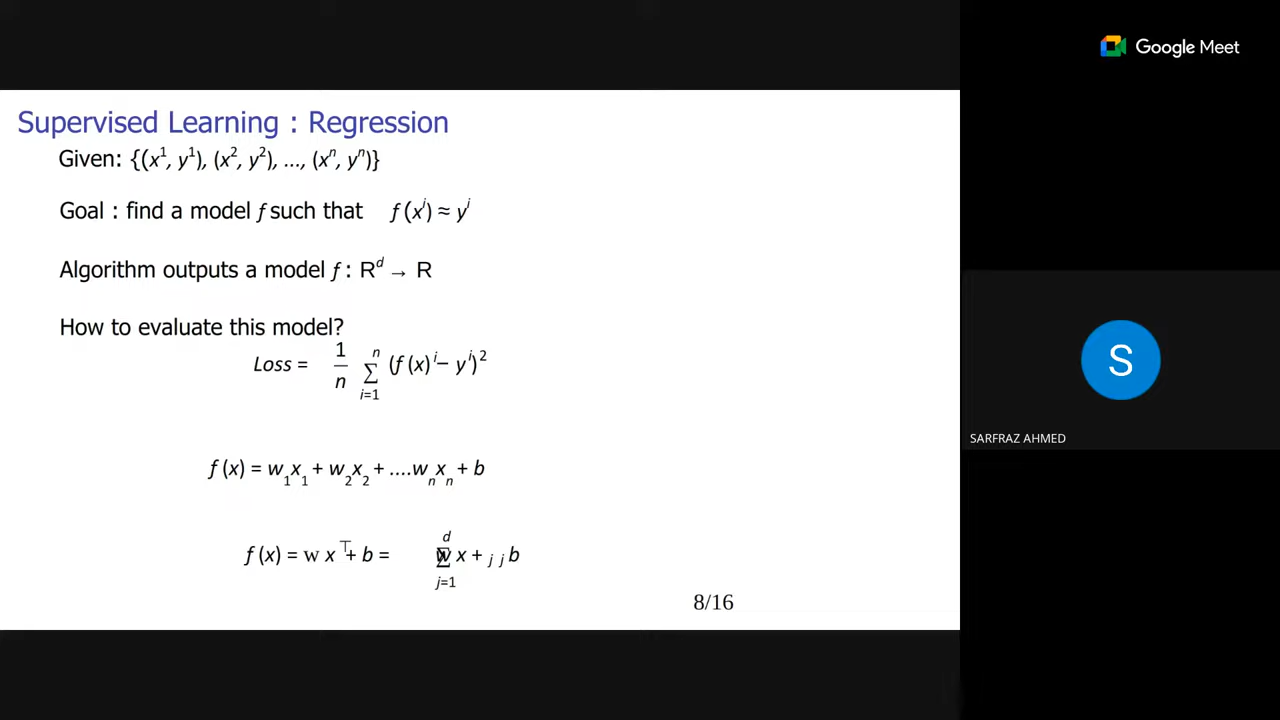 Google Meet
Supervised Learning : Regression
Given: {(x¹, y¹), (x², y²), ..., (xⁿ, yⁿ)}
Goal : find a model f such that f (xⁱ) ≈ yⁱ
Algorithm outputs a model f : Rᵈ → R
How to evaluate this model?
Loss = 1/n ∑ⁿᵢ₌₁ (f (x)ⁱ – yⁱ)²
f (x) = w₁x₁ + w₂x₂ + ....wₙxₙ + b
f (x) = w x ⊤ + b = ∑ᵈⱼ₌₁ w x + ⱼ ⱼ b
8/16
S
SARFRAZ AHMED